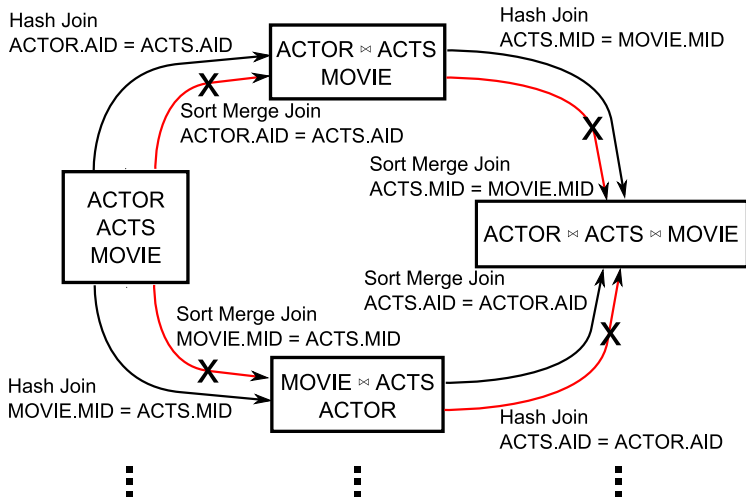 Hash Join
ACTOR.AID = ACTS.AID
ACTOR ⋈ ACTS
MOVIE
Hash Join
ACTS.MID = MOVIE.MID
X
Sort Merge Join
ACTOR.AID = ACTS.AID
X
Sort Merge Join
ACTS.MID = MOVIE.MID
ACTOR
ACTS
MOVIE
ACTOR ⋈ ACTS ⋈ MOVIE
Sort Merge Join
ACTS.AID = ACTOR.AID
Sort Merge Join
MOVIE.MID = ACTS.MID
X
X
Hash Join
MOVIE.MID = ACTS.MID
MOVIE ⋈ ACTS
ACTOR
Hash Join
ACTS.AID = ACTOR.AID